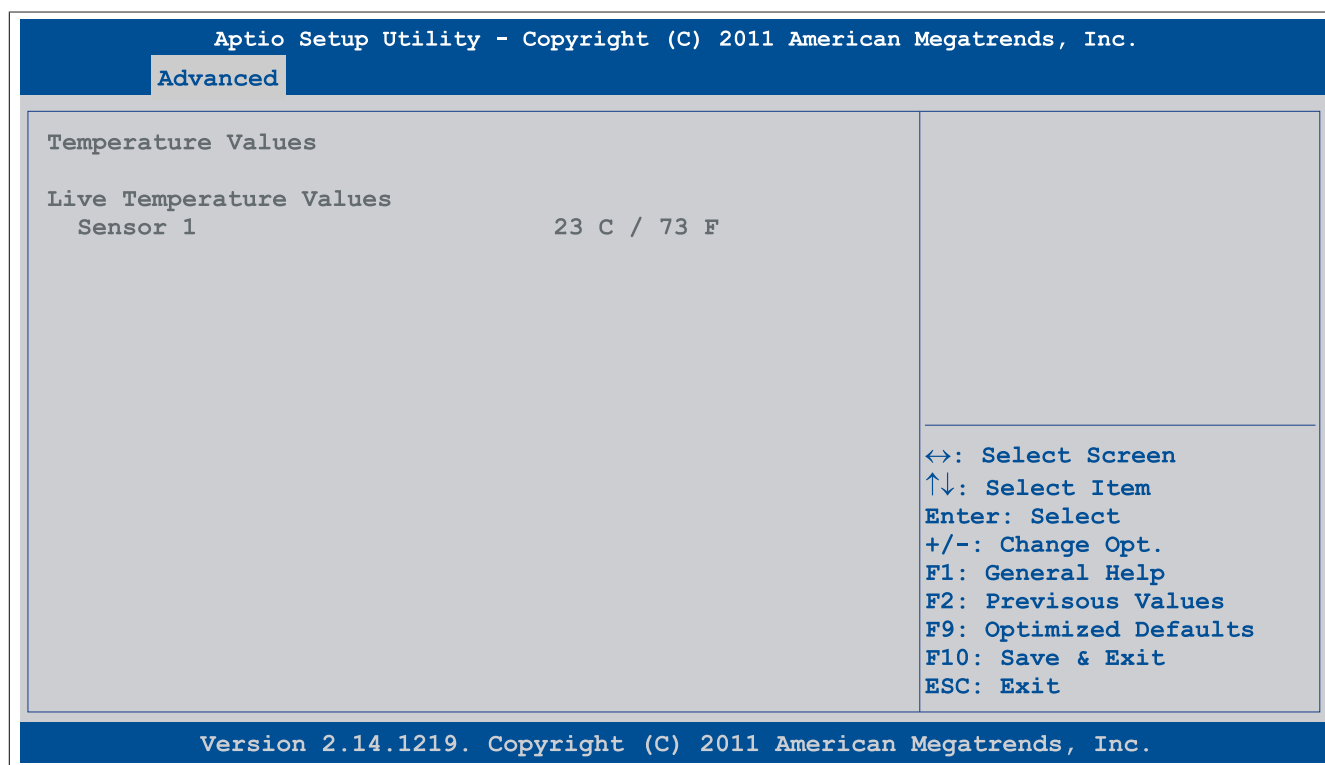 Aptio Setup Utility - Copyright (C) 2011 American Megatrends, Inc.
Advanced
Temperature Values
Live Temperature Values
Sensor 1 23 C / 73 F
↔: Select Screen
↑↓: Select Item
Enter: Select
+/-: Change Opt.
F1: General Help
F2: Previsous Values
F9: Optimized Defaults
F10: Save & Exit
ESC: Exit
Version 2.14.1219. Copyright (C) 2011 American Megatrends, Inc.